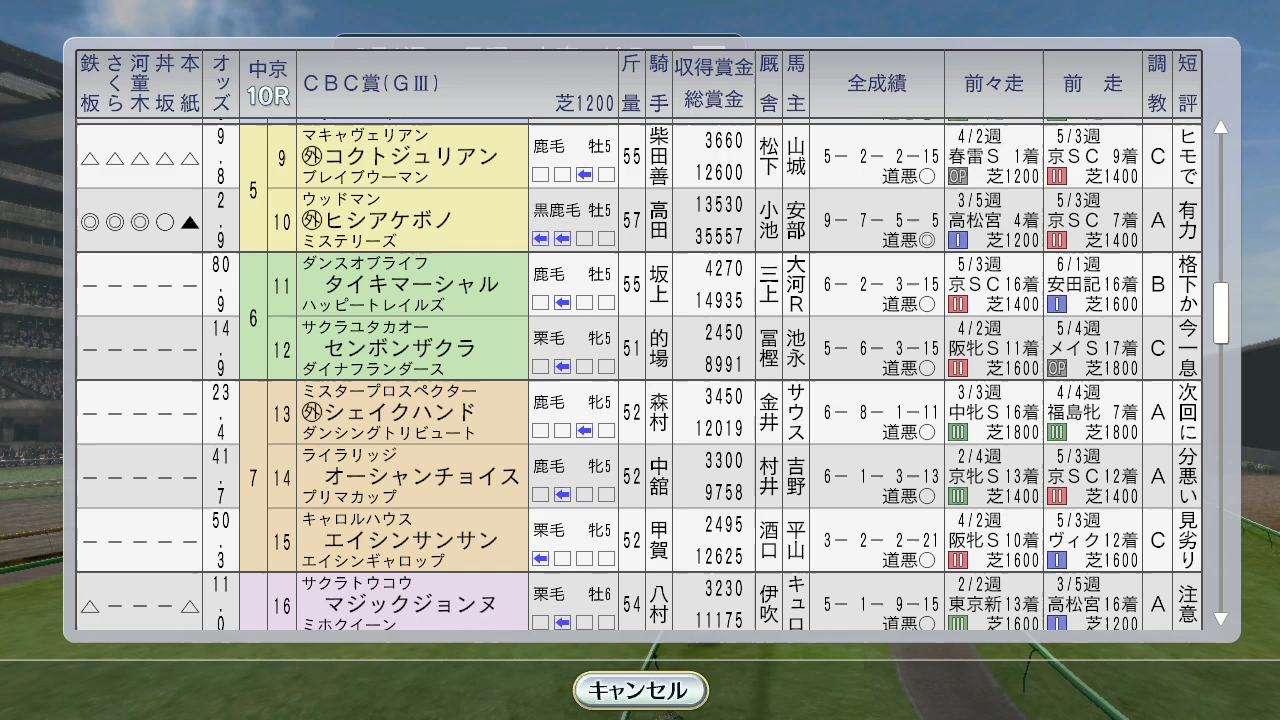 鉄板 さくら 河童木 丼坂 本紙 オッズ 中京 10R CBC賞(GⅢ) 芝1200 斤量 騎手 収得賞金 総賞金 厩舎 馬主 全成績 前々走 前 走 調教 短評
△ △ △ △ △ 9.8 5 9 マキャヴェリアン 鹿毛 牡5 55 柴田善 3660 松下 山城 5- 2- 2-15 4/2週 5/3週 C ヒモで
外コクトジュリアン 12600 道悪○ 春雷S 1着 京SC 9着
ブレイブウーマン OP 芝1200 Ⅱ 芝1400
◎ ◎ ◎ ○ ▲ 2.9 10 ウッドマン 黒鹿毛 牡5 57 高田 13530 小池 安部 9- 7- 5- 5 3/5週 5/3週 A 有力
外ヒシアケボノ 35557 道悪◎ 高松宮 4着 京SC 7着
ミステリーズ Ⅰ 芝1200 Ⅱ 芝1400
- - - - - 80.9 6 11 ダンスオブライフ 鹿毛 牡5 55 坂上 4270 三上 大河R 6- 2- 3-15 5/3週 6/1週 B 格下か
タイキマーシャル 14935 道悪○ 京SC 16着 安田記 16着
ハッピートレイルズ Ⅱ 芝1400 Ⅰ 芝1600
- - - - - 14.9 12 サクラユタカオー 栗毛 牝5 51 的場 2450 冨樫 池永 5- 6- 3-15 4/2週 5/4週 C 今一息
センボンザクラ 8991 道悪○ 阪牝S 11着 メイS 17着
ダイナフランダース Ⅱ 芝1600 OP 芝1800
- - - - - 23.4 7 13 ミスタープロスペクター 鹿毛 牝5 52 森村 3450 金井 サウス 6- 8- 1-11 3/3週 4/4週 A 次回に
外シェイクハンド 12019 道悪○ 中牝S 16着 福島牝 7着
ダンシングトリビュート Ⅲ 芝1800 Ⅲ 芝1800
- - - - - 41.7 14 ライラリッジ 鹿毛 牝5 52 中舘 3300 村井 吉野 6- 1- 3-13 2/4週 5/3週 A 分悪い
オーシャンチョイス 9758 道悪○ 京牝S 13着 京SC 12着
プリマカップ Ⅲ 芝1400 Ⅱ 芝1400
- - - - - 50.3 15 キャロルハウス 栗毛 牝5 52 甲賀 2495 酒口 平山 3- 2- 2-21 4/2週 5/3週 C 見劣り
エイシンサンサン 12625 道悪○ 阪牝S 10着 ヴィク 12着
エイシンギャロップ Ⅱ 芝1600 Ⅰ 芝1600
△ - - - △ 11.0 16 サクラトウコウ 栗毛 牡6 54 八村 3230 伊吹 キュロ 5- 1- 9-15 2/2週 3/5週 A 注意
マジックジョンヌ 11175 道悪○ 東京新 13着 高松宮 16着
ミホクイーン Ⅲ 芝1600 Ⅰ 芝1200
キャンセル